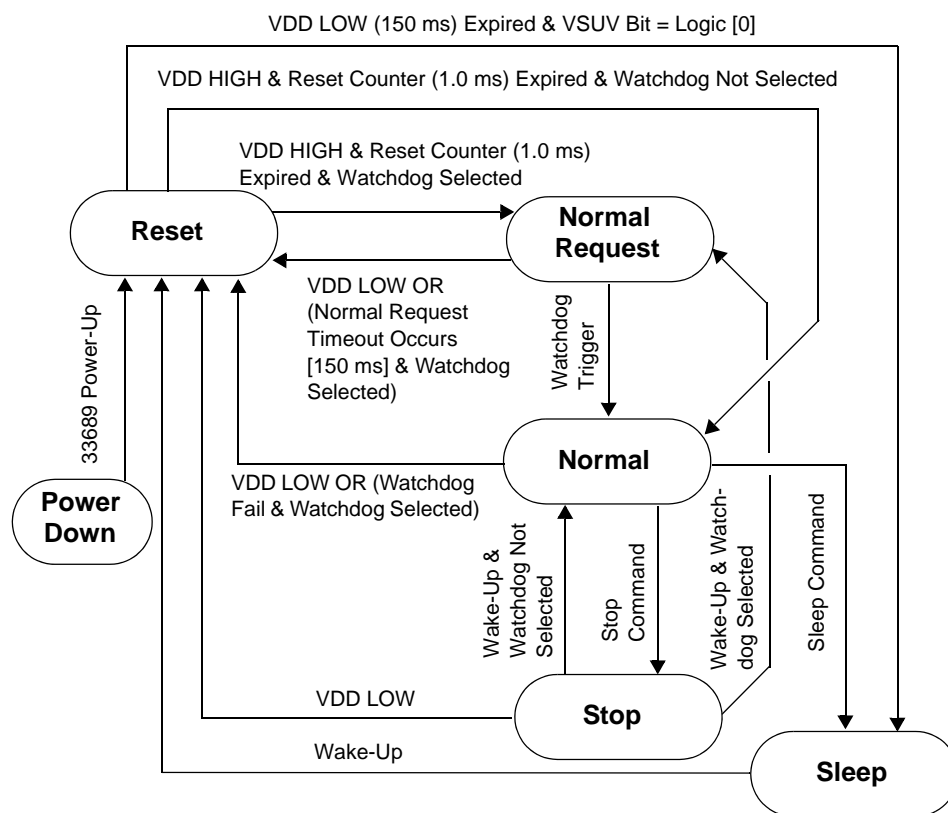 VDD LOW (150 ms) Expired & VSUV Bit = Logic [0]
VDD HIGH & Reset Counter (1.0 ms) Expired & Watchdog Not Selected
VDD HIGH & Reset Counter (1.0 ms)
Expired & Watchdog Selected
Reset
Normal
Request
VDD LOW OR
(Normal Request
Timeout Occurs
[150 ms] & Watchdog
Selected)
33689 Power-Up
Watchdog
Trigger
Normal
VDD LOW OR (Watchdog
Fail & Watchdog Selected)
Power
Down
Wake-Up &
Watchdog Not
Selected
Stop
Command
Wake-Up & Watch-
dog Selected
Sleep Command
VDD LOW
Stop
Wake-Up
Sleep